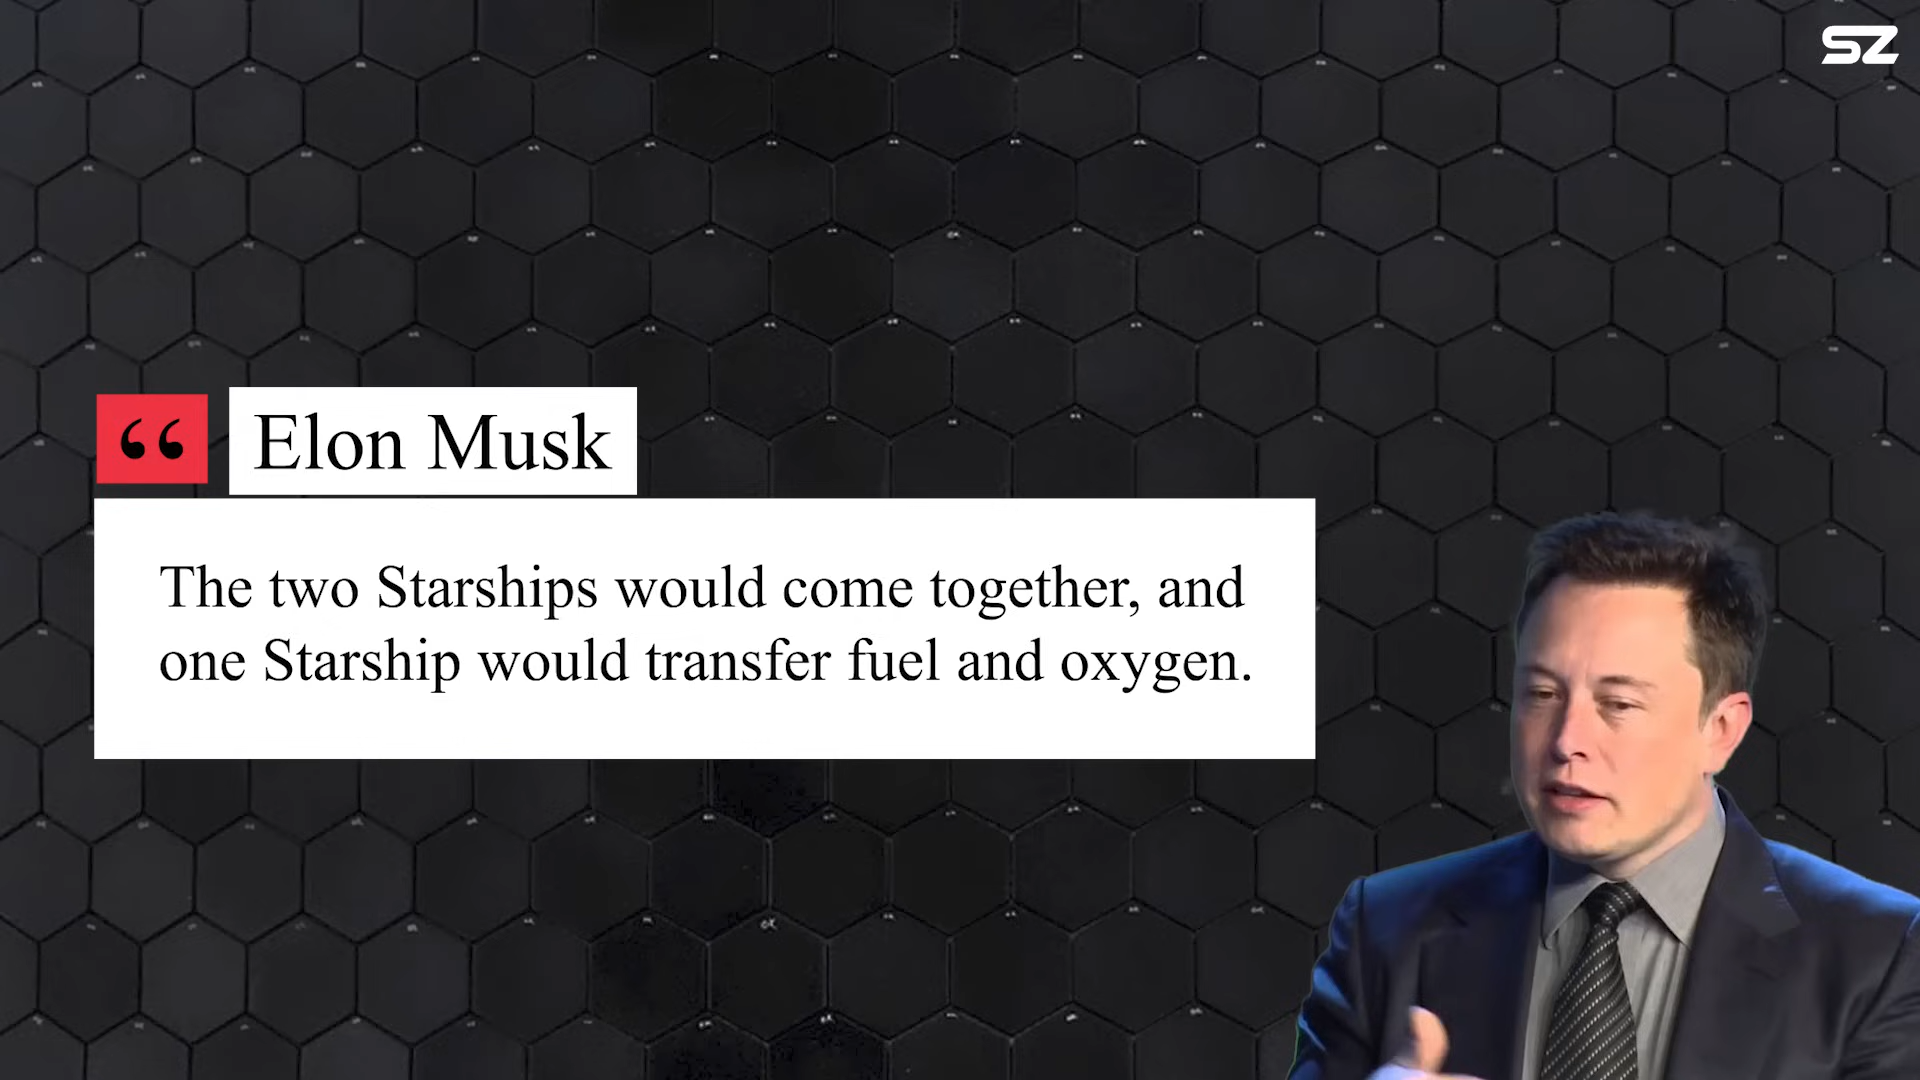 SZ
“ Elon Musk
The two Starships would come together, and
one Starship would transfer fuel and oxygen.